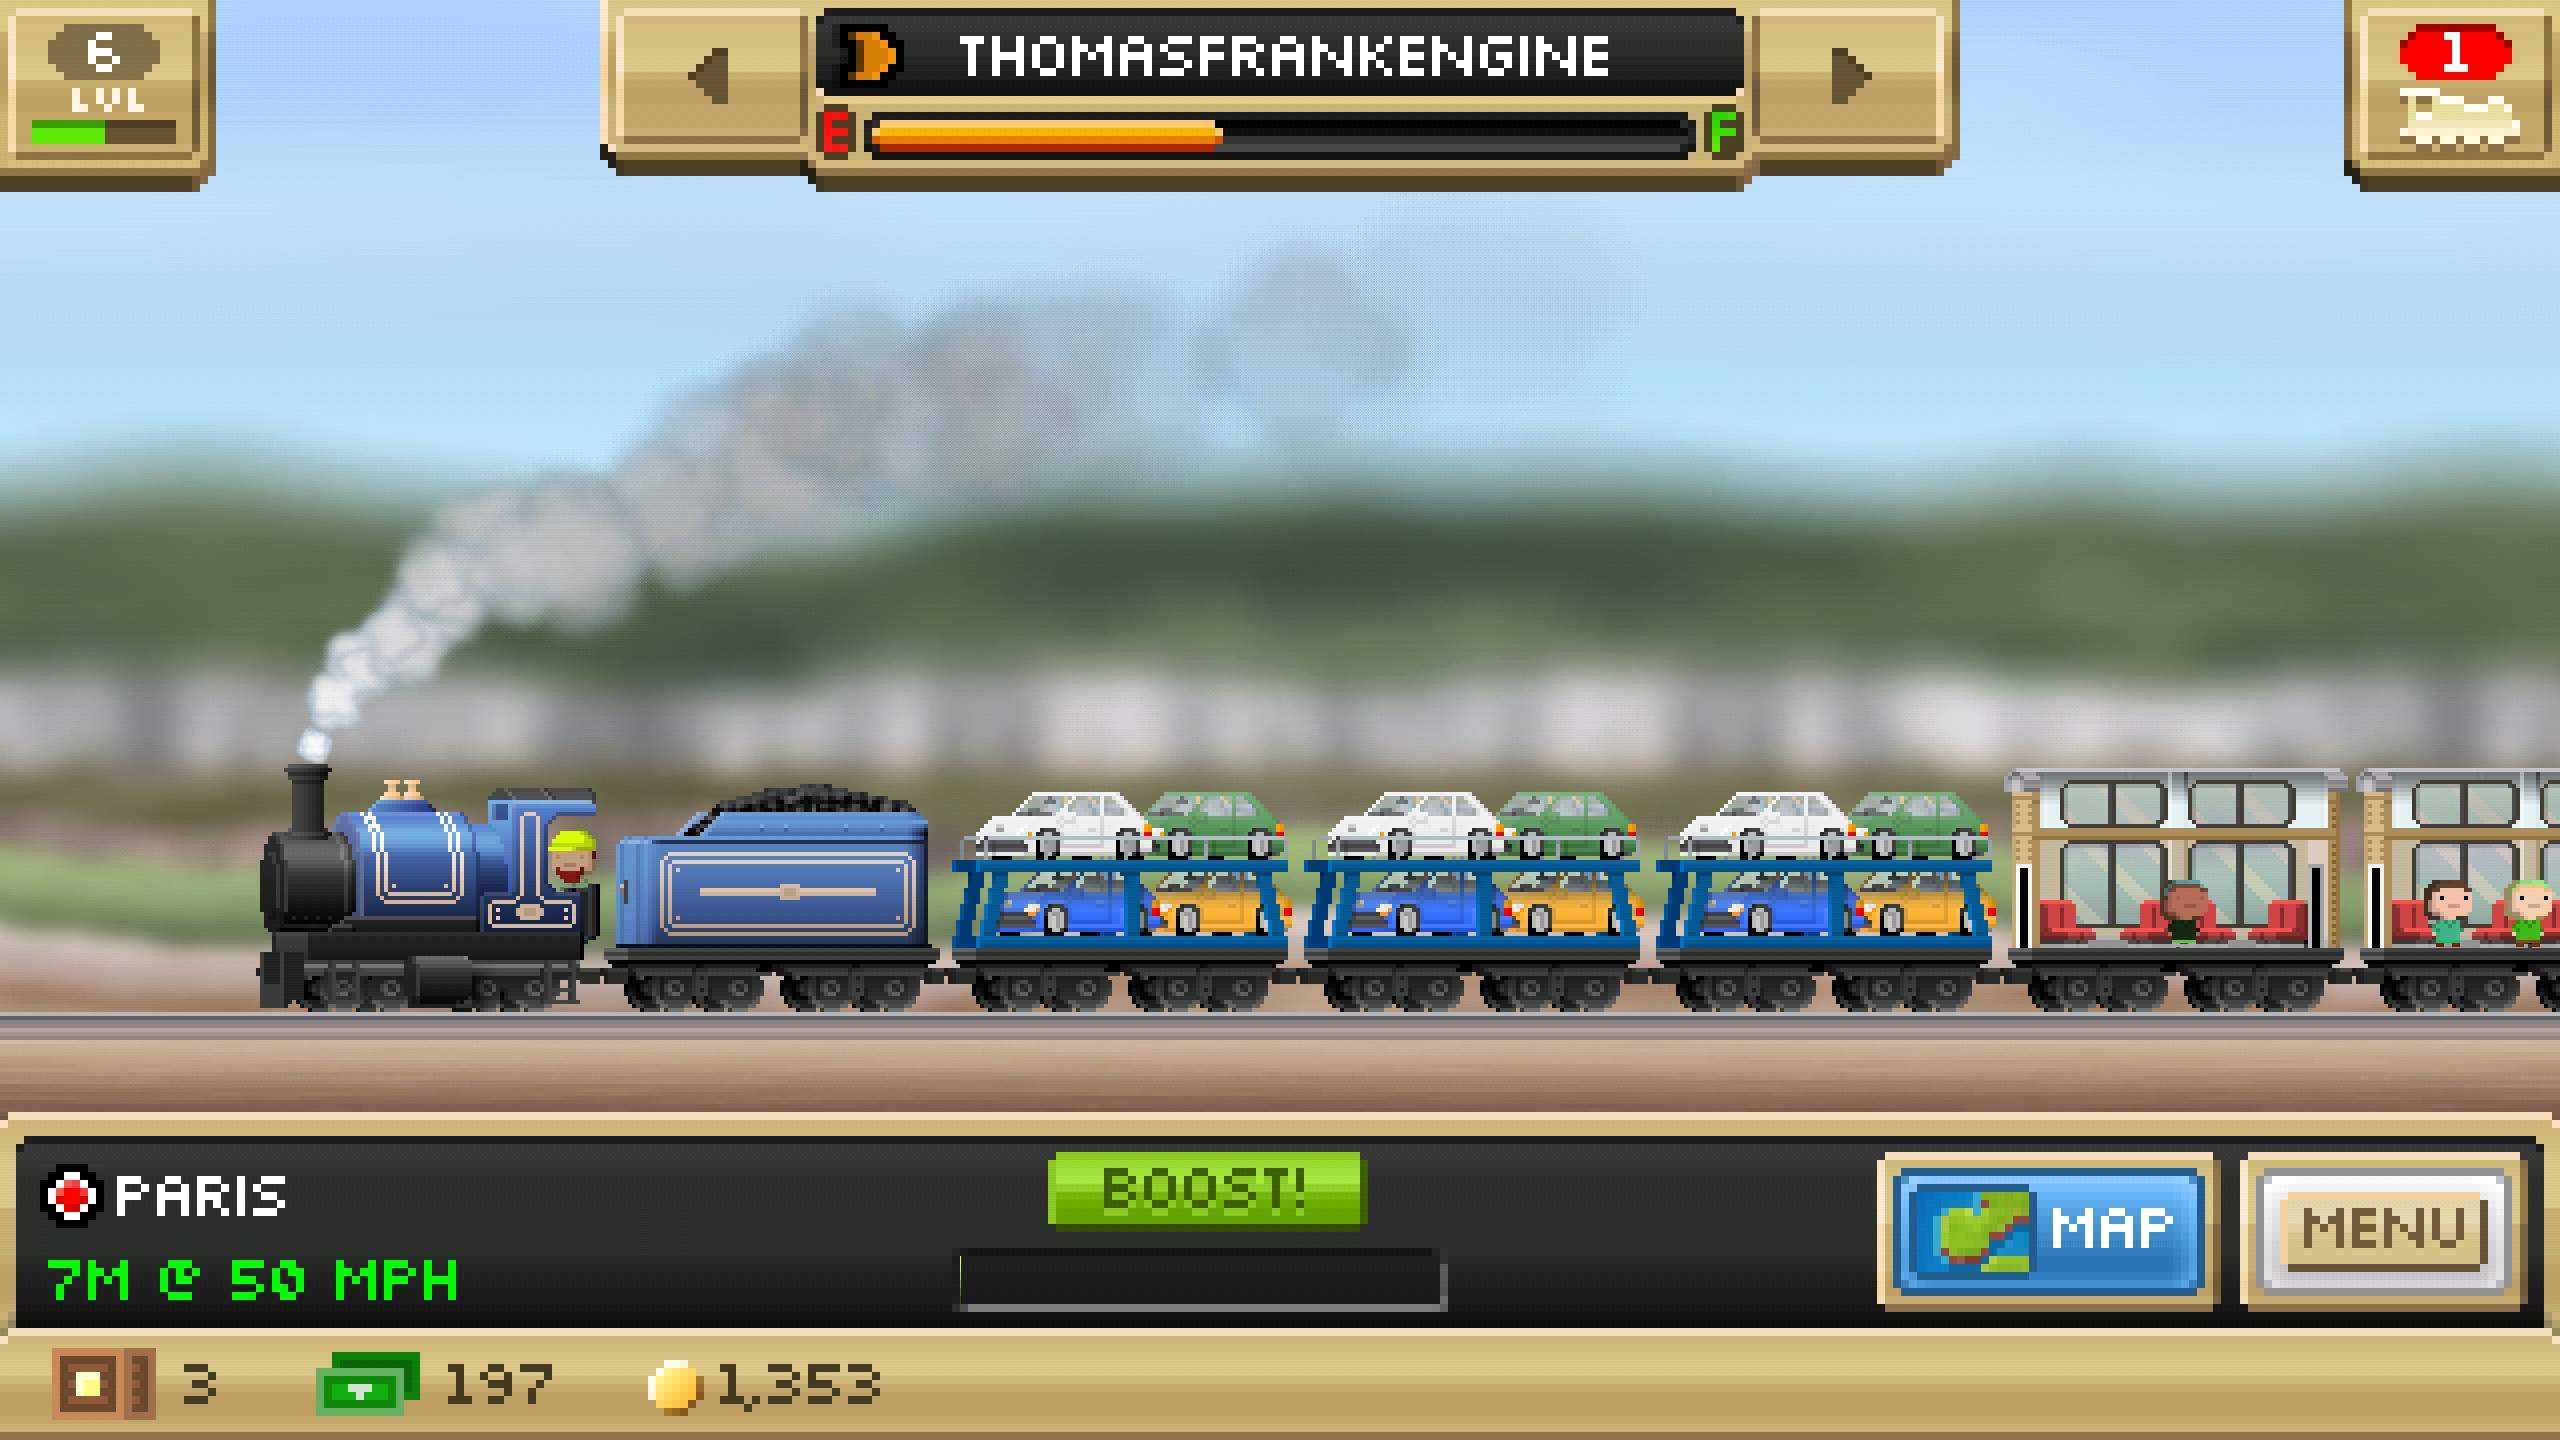 6
LVL
THOMASFRANKENGINE
E F
1
PARIS
7M @ 50 MPH
BOOST!
MAP
MENU
3
197
1,353